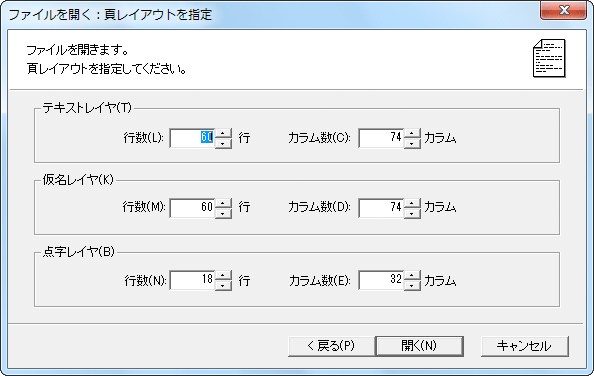 ファイルを開く：頁レイアウトを指定
ファイルを開きます。
頁レイアウトを指定してください。
テキストレイヤ(T)
行数(L): 60 行 カラム数(C): 74 カラム
仮名レイヤ(K)
行数(M): 60 行 カラム数(D): 74 カラム
点字レイヤ(B)
行数(N): 18 行 カラム数(E): 32 カラム
< 戻る(P) 開く(N) キャンセル